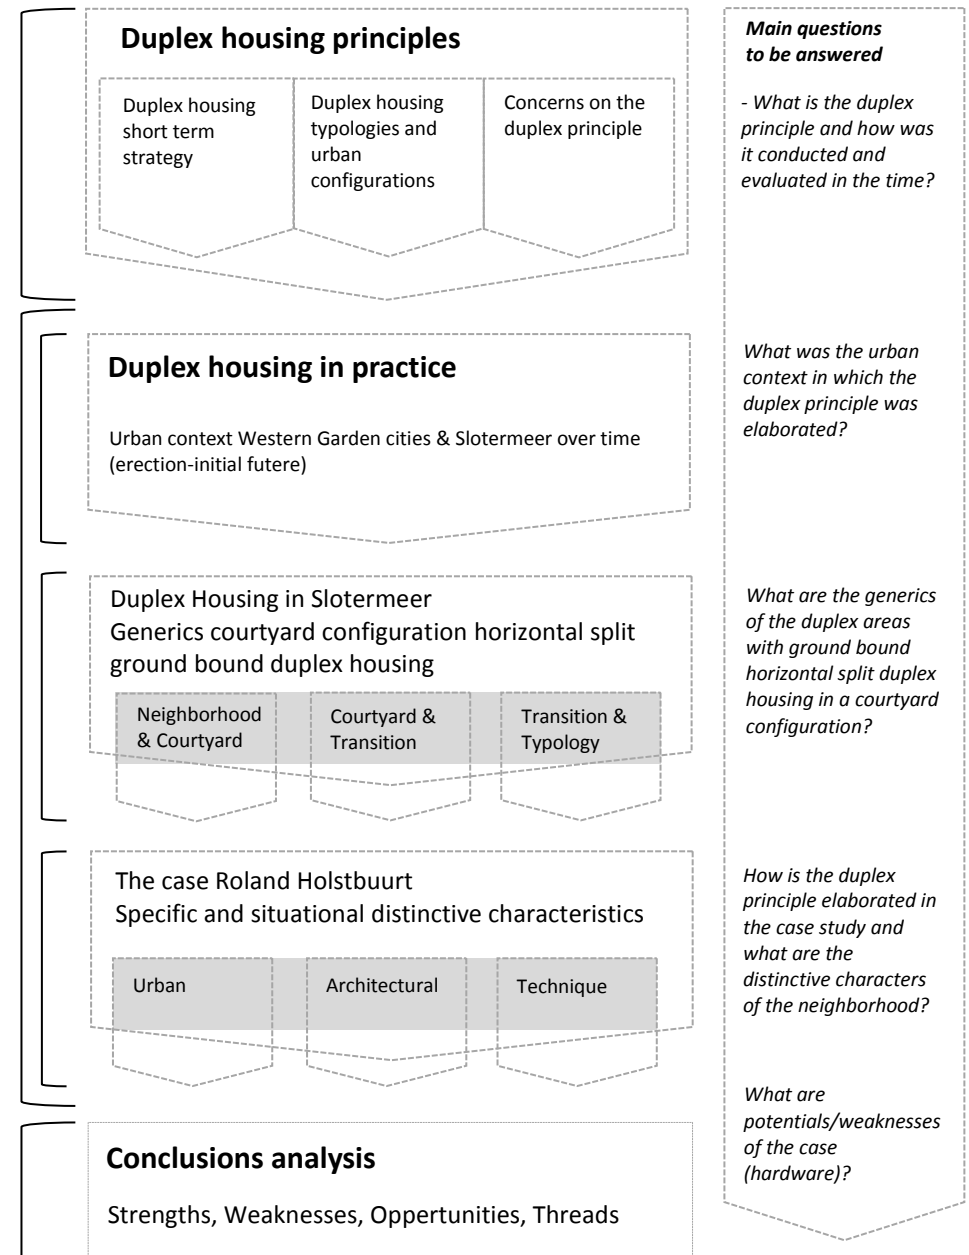 Duplex housing principles
Duplex housing
short term
strategy
Duplex housing
typologies and
urban
configurations
Concerns on the
duplex principle
Main questions
to be answered
- What is the duplex
principle and how was
it conducted and
evaluated in the time?
Duplex housing in practice
Urban context Western Garden cities & Slotermeer over time
(erection-initial futere)
What was the urban
context in which the
duplex principle was
elaborated?
Duplex Housing in Slotermeer
Generics courtyard configuration horizontal split
ground bound duplex housing
Neighborhood
& Courtyard
Courtyard &
Transition
Transition &
Typology
What are the generics
of the duplex areas
with ground bound
horizontal split duplex
housing in a courtyard
configuration?
The case Roland Holstbuurt
Specific and situational distinctive characteristics
Urban
Architectural
Technique
How is the duplex
principle elaborated in
the case study and
what are the
distinctive characters
of the neighborhood?
Conclusions analysis
Strengths, Weaknesses, Oppertunities, Threads
What are
potentials/weaknesses
of the case
(hardware)?